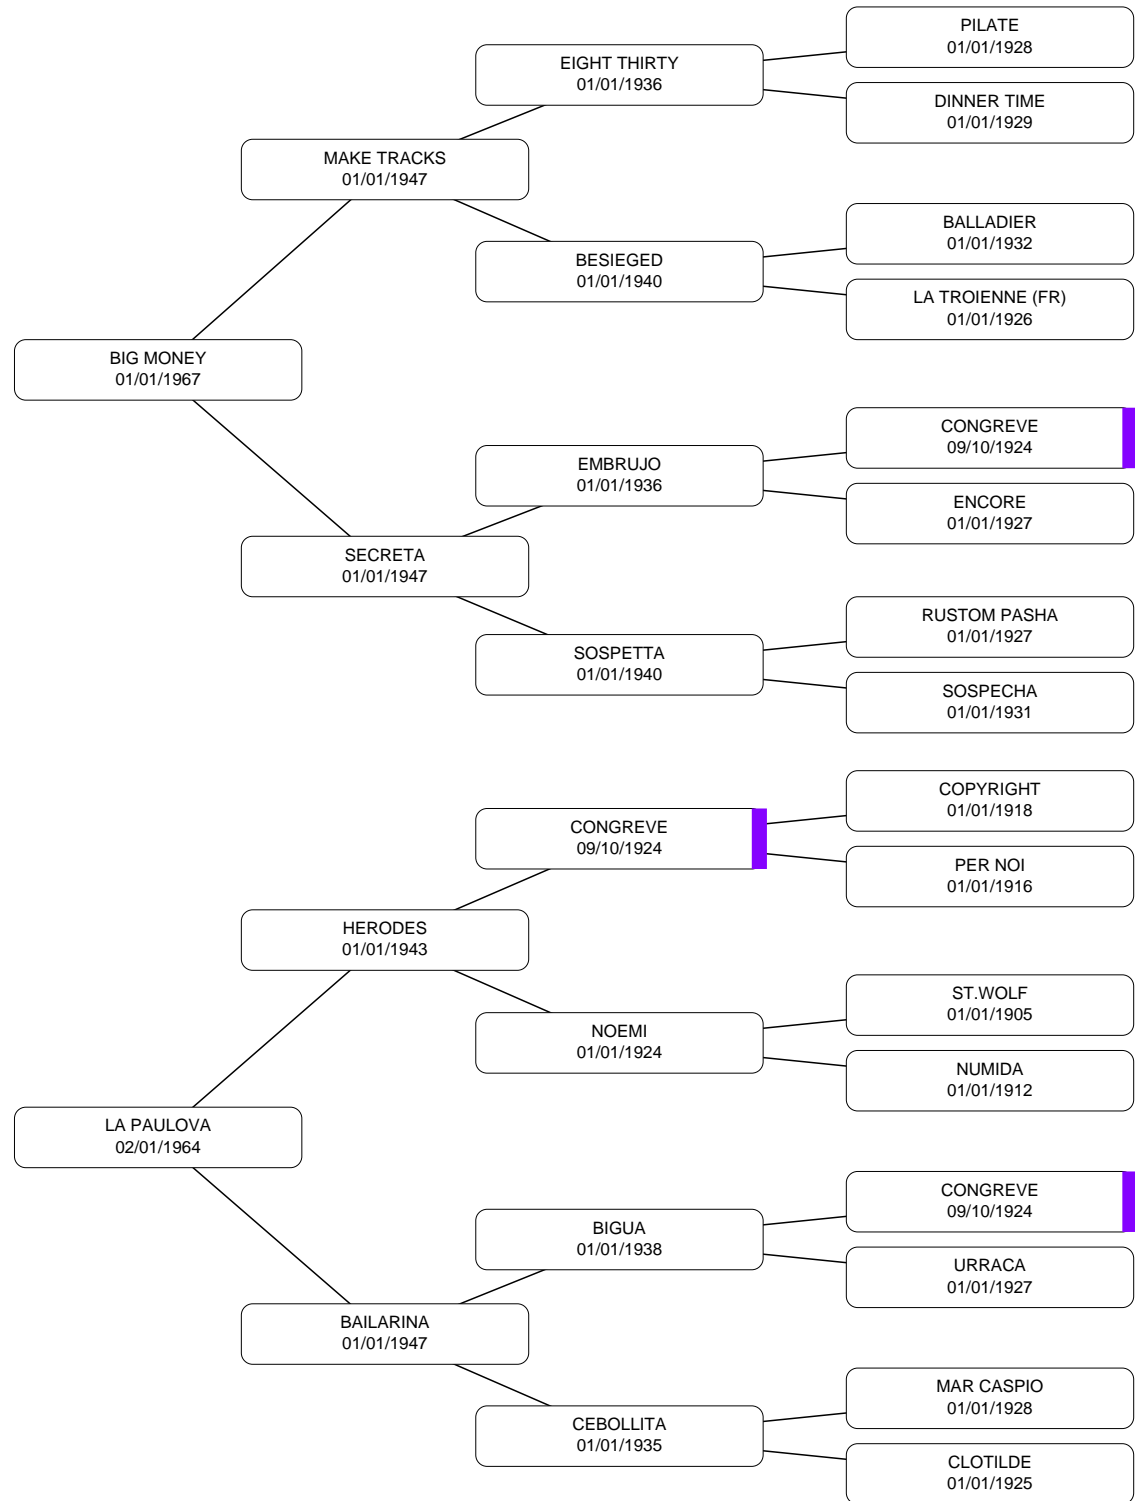 PILATE
01/01/1928
EIGHT THIRTY
01/01/1936
DINNER TIME
01/01/1929
MAKE TRACKS
01/01/1947
BALLADIER
01/01/1932
BESIEGED
01/01/1940
LA TROIENNE (FR)
01/01/1926
BIG MONEY
01/01/1967
CONGREVE
09/10/1924
EMBRUJO
01/01/1936
ENCORE
01/01/1927
SECRETA
01/01/1947
RUSTOM PASHA
01/01/1927
SOSPETTA
01/01/1940
SOSPECHA
01/01/1931
COPYRIGHT
01/01/1918
CONGREVE
09/10/1924
PER NOI
01/01/1916
HERODES
01/01/1943
ST.WOLF
01/01/1905
NOEMI
01/01/1924
NUMIDA
01/01/1912
LA PAULOVA
02/01/1964
CONGREVE
09/10/1924
BIGUA
01/01/1938
URRACA
01/01/1927
BAILARINA
01/01/1947
MAR CASPIO
01/01/1928
CEBOLLITA
01/01/1935
CLOTILDE
01/01/1925